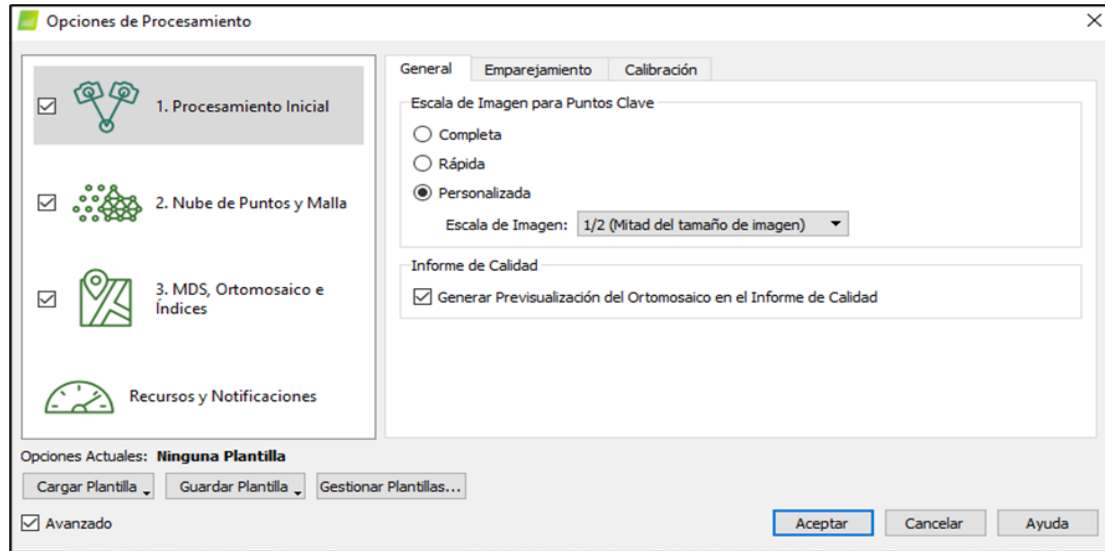 Opciones de Procesamiento
1. Procesamiento Inicial
2. Nube de Puntos y Malla
3. MDS, Ortomosaico e
Índices
Recursos y Notificaciones
General Emparejamiento Calibración
Escala de Imagen para Puntos Clave
Completa
Rápida
Personalizada
Escala de Imagen: 1/2 (Mitad del tamaño de imagen)
Informe de Calidad
Generar Previsualización del Ortomosaico en el Informe de Calidad
Opciones Actuales: Ninguna Plantilla
Cargar Plantilla Guardar Plantilla Gestionar Plantillas...
Avanzado
Aceptar Cancelar Ayuda